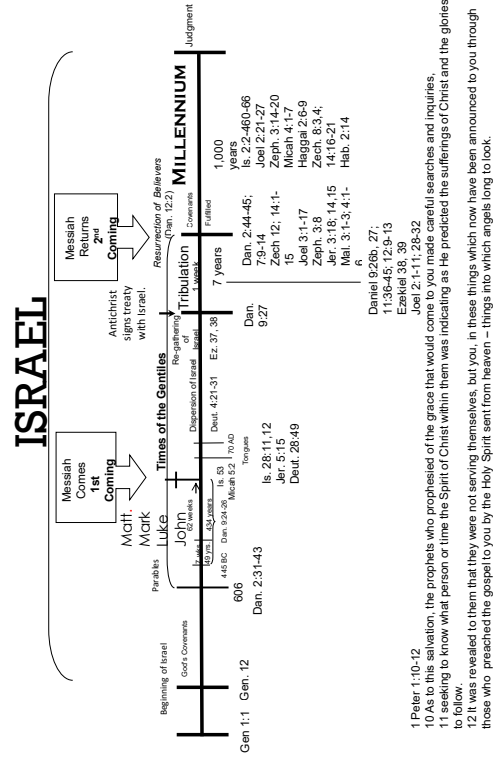 ISRAEL
Messiah
Comes
1st
Coming
Messiah
Returns
2nd
Coming
Matt.
Mark
Luke
John
Parables
Antichrist
signs treaty
with Israel.
Resurrection of Believers
(Dan. 12:2)
Beginning of Israel
God's Covenants
Times of the Gentiles
62 weeks
7 wks
49 yrs.
434 years
Dispersion of Israel
Re-gathering
of
Israel
Tribulation
1 week
Covenants
Fulfilled
MILLENNIUM
Judgment
Gen 1:1
Gen. 12
606
Dan. 2:31-43
445 BC
Dan. 9:24-26
Is. 53
Micah 5:2
70 AD
Tongues
Is. 28:11,12
Jer. 5:15
Deut. 28:49
Deut. 4:21-31
Ez. 37, 38
Dan.
9:27
7 years
Dan. 2:44-45;
7:9-14
Zech 12; 14:1-
15
Joel 3:1-17
Zeph. 3:8
Jer. 3:18; 14,15
Mal. 3:1-3; 4:1-
6
1,000
years
Is. 2:2-460-66
Joel 2:21-27
Zeph. 3:14-20
Micah 4:1-7
Haggai 2:6-9
Zech. 8:3,4;
14:16-21
Hab. 2:14
Daniel 9:26b, 27;
11:36-45; 12:9-13
Ezekiel 38, 39
Joel 2:1-11; 28-32
1 Peter 1:10-12
10 As to this salvation, the prophets who prophesied of the grace that would come to you made careful searches and inquiries,
11 seeking to know what person or time the Spirit of Christ within them was indicating as He predicted the sufferings of Christ and the glories
to follow.
12 It was revealed to them that they were not serving themselves, but you, in these things which now have been announced to you through
those who preached the gospel to you by the Holy Spirit sent from heaven – things into which angels long to look.